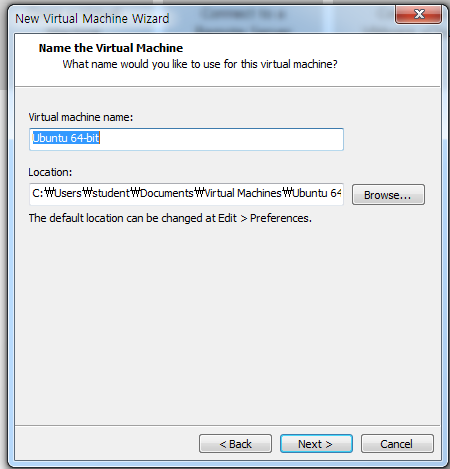 Connect to a
New Virtual Machine Wizard
Name the Virtual Machine
What name would you like to use for this virtual machine?
Virtual machine name:
Ubuntu 64-bit
Location:
C:₩Users₩student₩Documents₩Virtual Machines₩Ubuntu 64
Browse...
The default location can be changed at Edit > Preferences.
< Back
Next >
Cancel